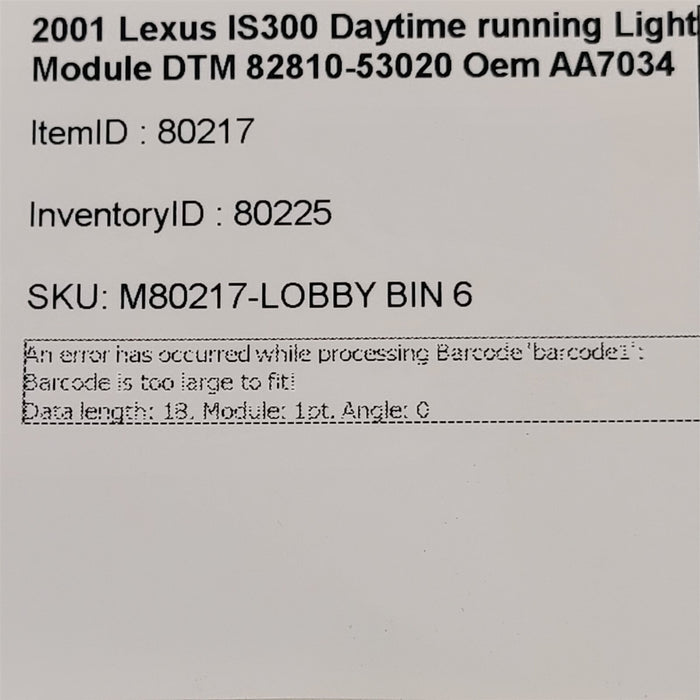 2001 Lexus IS300 Daytime running Light
Module DTM 82810-53020 Oem AA7034
ItemID : 80217
InventoryID : 80225
SKU: M80217-LOBBY BIN 6
An error has occurred while processing Barcode 'barcode1':
Barcode is too large to fit!
Data length: 18. Module: 1pt. Angle: 0